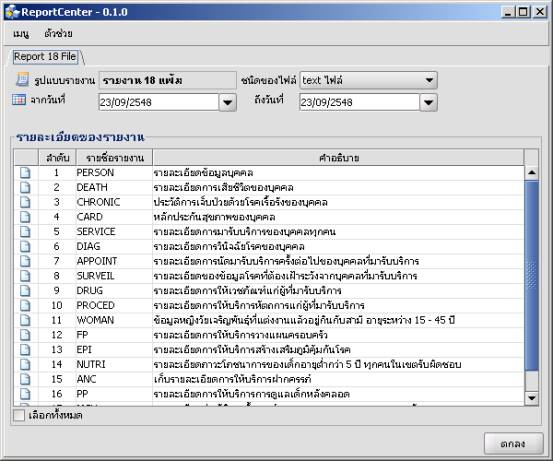 ReportCenter - 0.1.0
เมนู ตัวช่วย
Report 18 File
รูปแบบรายงาน รายงาน 18 แฟ้ม ชนิดของไฟล์ text ไฟล์
จากวันที่ 23/09/2548 ถึงวันที่ 23/09/2548
รายละเอียดของรายงาน
ลำดับ รายชื่อรายงาน คำอธิบาย
1 PERSON รายละเอียดข้อมูลบุคคล
2 DEATH รายละเอียดการเสียชีวิตของบุคคล
3 CHRONIC ประวัติการเจ็บป่วยด้วยโรคเรื้อรังของบุคคล
4 CARD หลักประกันสุขภาพของบุคคล
5 SERVICE รายละเอียดการมารับบริการของบุคคลทุกคน
6 DIAG รายละเอียดการวินิจฉัยโรคของบุคคล
7 APPOINT รายละเอียดการนัดมารับบริการครั้งต่อไปของบุคคลที่มารับบริการ
8 SURVEIL รายละเอียดของข้อมูลโรคที่ต้องเฝ้าระวังจากบุคคลที่มารับบริการ
9 DRUG รายละเอียดการให้เวชภัณฑ์แก่ผู้ที่มารับบริการ
10 PROCED รายละเอียดการให้บริการหัตถการแก่ผู้ที่มารับบริการ
11 WOMAN ข้อมูลหญิงวัยเจริญพันธุ์ที่แต่งงานแล้วอยู่กินกับสามี อายุระหว่าง 15 - 45 ปี
12 FP รายละเอียดการให้บริการวางแผนครอบครัว
13 EPI รายละเอียดการให้บริการสร้างเสริมภูมิคุ้มกันโรค
14 NUTRI รายละเอียดภาวะโภชนาการของเด็กอายุต่ำกว่า 5 ปี ทุกคนในเขตรับผิดชอบ
15 ANC เก็บรายละเอียดการให้บริการฝากครรภ์
16 PP รายละเอียดการให้บริการการดูแลเด็กหลังคลอด
เลือกทั้งหมด
ตกลง